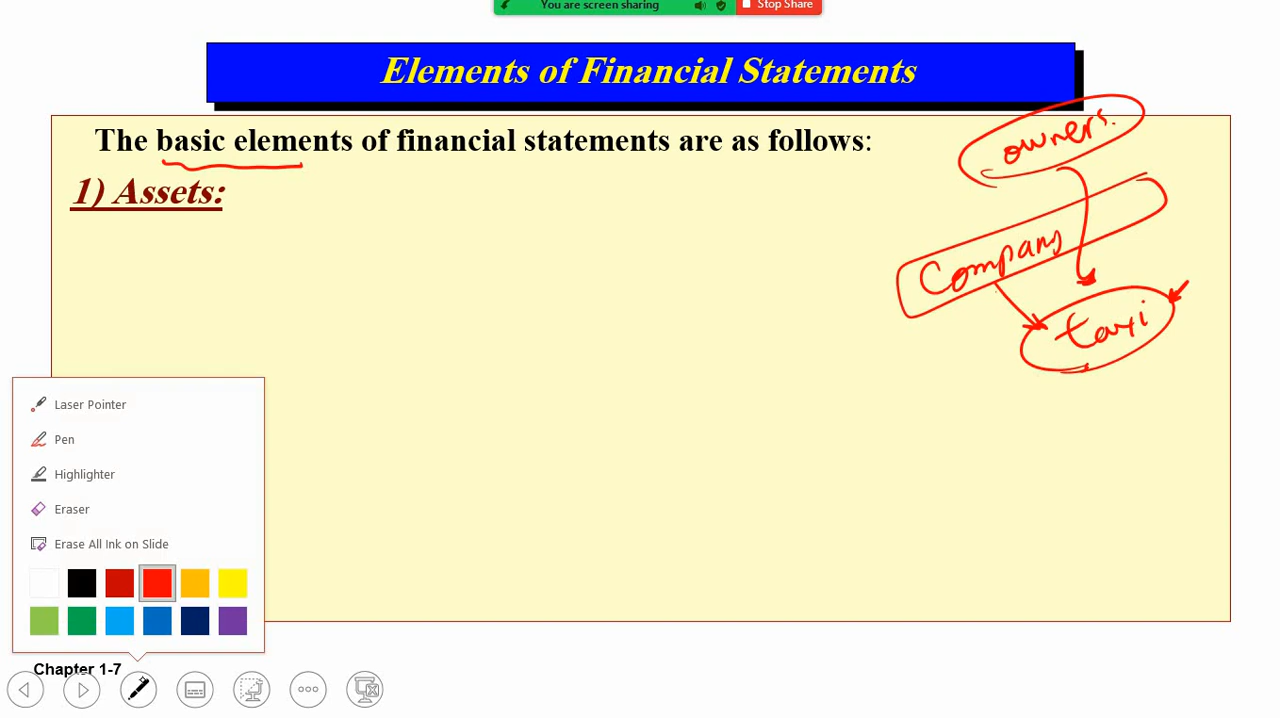 You are screen sharing
Stop Share
Elements of Financial Statements
The basic elements of financial statements are as follows:
1) Assets:
owners.
Company
taxi
Laser Pointer
Pen
Highlighter
Eraser
Erase All Ink on Slide
Chapter 1-7